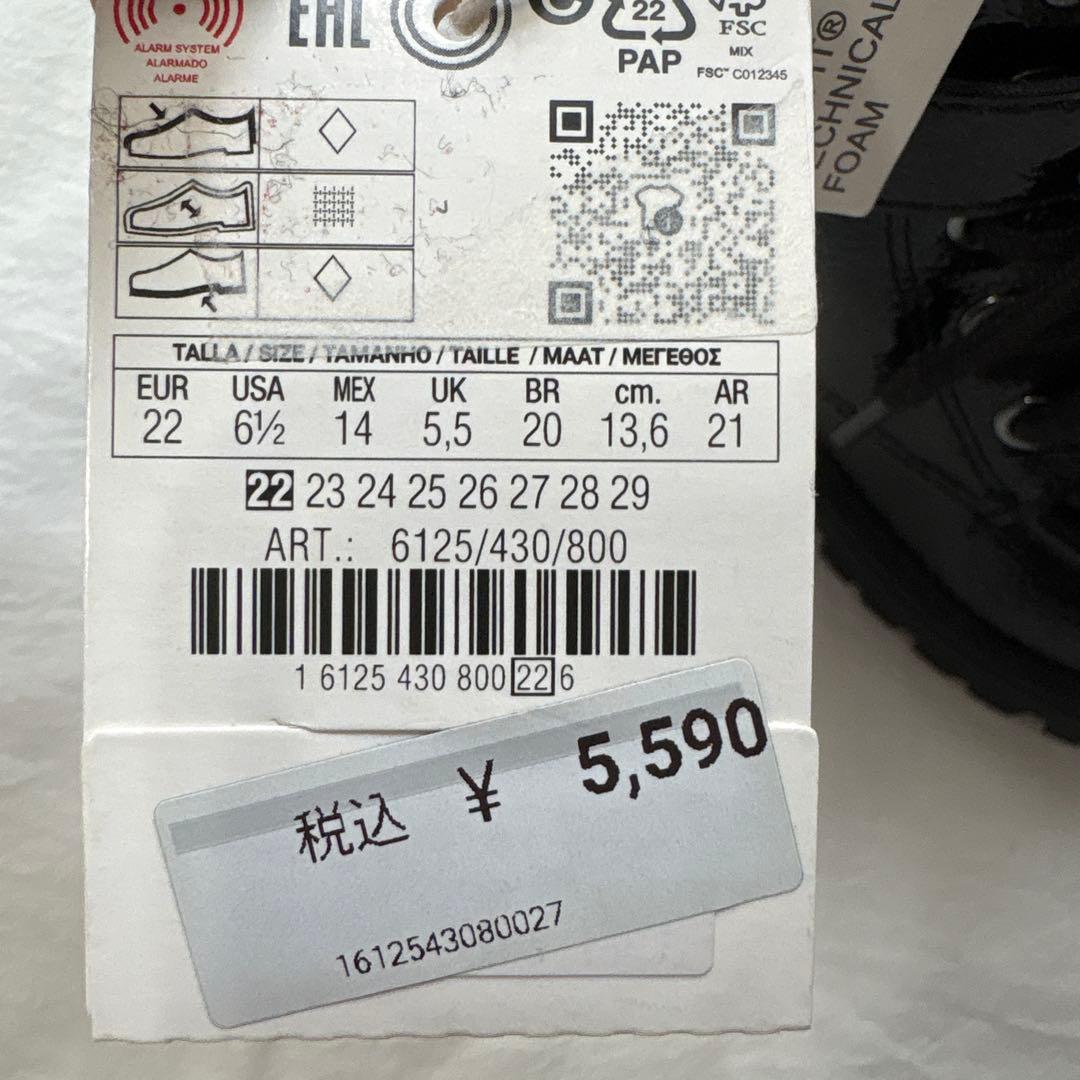 ALARM SYSTEM
ALARMADO
ALARME
EAC
22
PAP
FSC
MIX
FSC™ C012345
TECHNICAL
FOAM
TALLA / SIZE / TAMANHO / TAILLE / MAAT / ΜΕΓΕΘΟΣ
EUR USA MEX UK BR cm. AR
22 6½ 14 5,5 20 13,6 21
22 23 24 25 26 27 28 29
ART.: 6125/430/800
1 6125 430 800 22 6
税込 ¥ 5,590
1612543080027